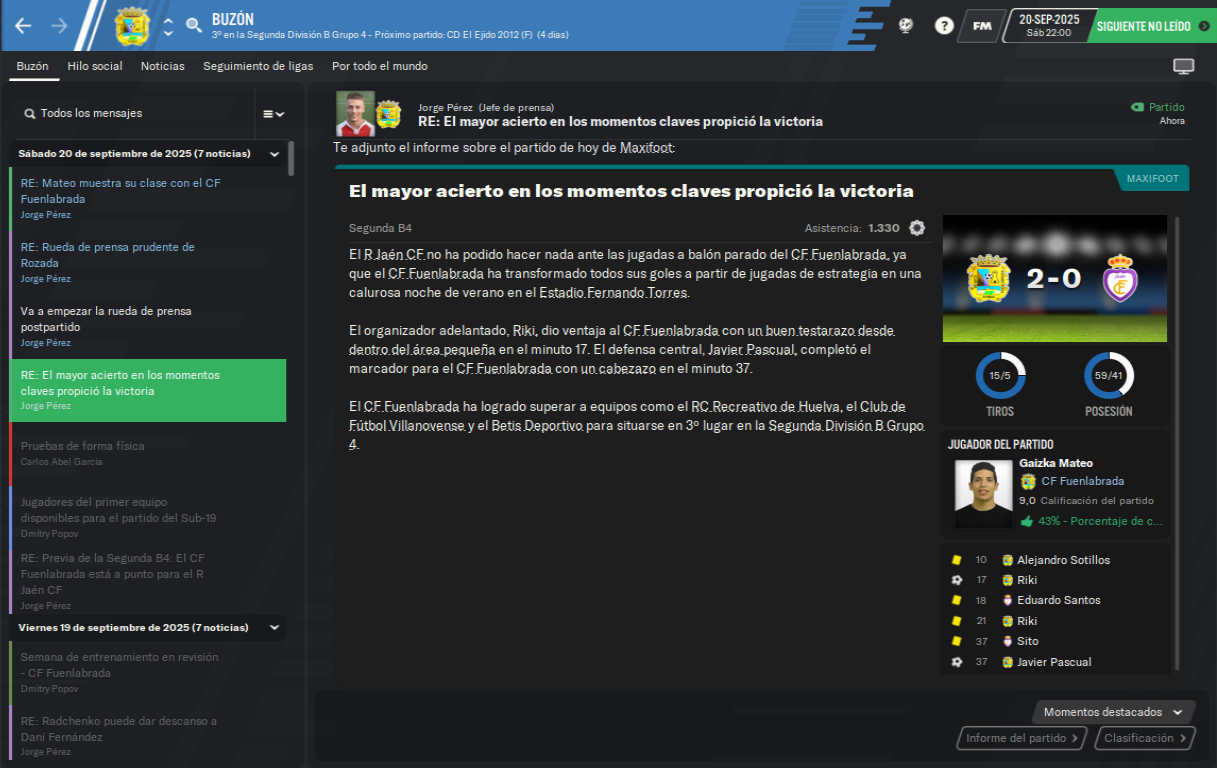 BUZÓN
3º en la Segunda División B Grupo 4 - Próximo partido: CD El Ejido 2012 (F) (4 días)
?
FM
20-SEP-2025
Sáb 22:00
SIGUIENTE NO LEÍDO
Buzón
Hilo social
Noticias
Seguimiento de ligas
Por todo el mundo
Todos los mensajes
Sábado 20 de septiembre de 2025 (7 noticias)
RE: Mateo muestra su clase con el CF
Fuenlabrada
Jorge Pérez
RE: Rueda de prensa prudente de
Rozada
Jorge Pérez
Va a empezar la rueda de prensa
postpartido
Jorge Pérez
RE: El mayor acierto en los momentos
claves propició la victoria
Jorge Pérez
Pruebas de forma física
Carlos Abel García
Jugadores del primer equipo
disponibles para el partido del Sub-19
Dmitry Popov
RE: Previa de la Segunda B4: El CF
Fuenlabrada está a punto para el R
Jaén CF
Jorge Pérez
Viernes 19 de septiembre de 2025 (7 noticias)
Semana de entrenamiento en revisión
- CF Fuenlabrada
Dmitry Popov
RE: Radchenko puede dar descanso a
Dani Fernández
Jorge Pérez
Jorge Pérez (Jefe de prensa)
RE: El mayor acierto en los momentos claves propició la victoria
Partido
Ahora
Te adjunto el informe sobre el partido de hoy de Maxifoot:
MAXIFOOT
El mayor acierto en los momentos claves propició la victoria
Segunda B4
Asistencia: 1.330
El R Jaén CF no ha podido hacer nada ante las jugadas a balón parado del CF Fuenlabrada, ya
que el CF Fuenlabrada ha transformado todos sus goles a partir de jugadas de estrategia en una
calurosa noche de verano en el Estadio Fernando Torres.
El organizador adelantado, Riki, dio ventaja al CF Fuenlabrada con un buen testarazo desde
dentro del área pequeña en el minuto 17. El defensa central, Javier Pascual, completó el
marcador para el CF Fuenlabrada con un cabezazo en el minuto 37.
El CF Fuenlabrada ha logrado superar a equipos como el RC Recreativo de Huelva, el Club de
Fútbol Villanovense y el Betis Deportivo para situarse en 3º lugar en la Segunda División B Grupo
4.
2-0
15/5
TIROS
59/41
POSESIÓN
JUGADOR DEL PARTIDO
Gaizka Mateo
CF Fuenlabrada
9,0 Calificación del partido
43% - Porcentaje de c...
10 Alejandro Sotillos
17 Riki
18 Eduardo Santos
21 Riki
37 Sito
37 Javier Pascual
Momentos destacados
Informe del partido
Clasificación